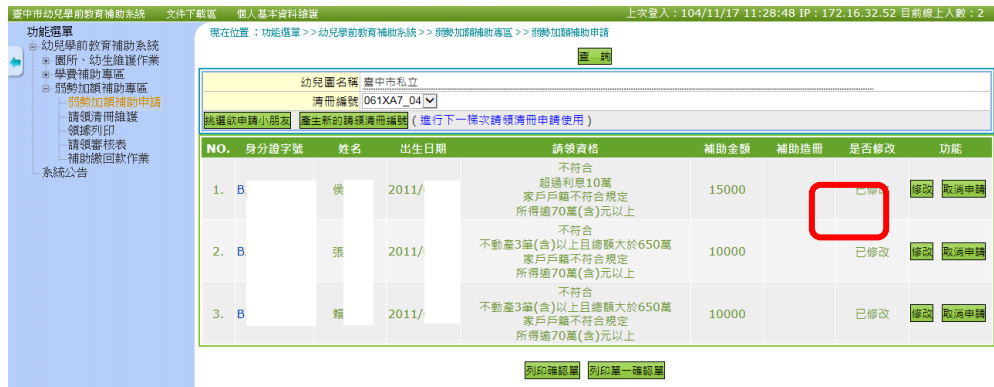 臺中市幼兒學前教育補助系統 文件下載區 個人基本資料維護 上次登入：104/11/17 11:28:48 IP：172.16.32.52 目前線上人數：2
功能選單
幼兒學前教育補助系統
園所、幼生維護作業
學費補助專區
弱勢加額補助專區
弱勢加額補助申請
請領清冊維護
領據列印
請領審核表
補助繳回款作業
系統公告
現在位置：功能選單>>幼兒學前教育補助系統>>弱勢加額補助專區>>弱勢加額補助申請
查 詢
幼兒園名稱 臺中市私立
清冊編號 061XA7_04
挑選欲申請小朋友 產生新的請領清冊編號 (進行下一梯次請領清冊申請使用)
NO. 身分證字號 姓名 出生日期 請領資格 補助金額 補助造冊 是否修改 功能
不符合
超過利息10萬
1. B 侯 2011/ 家戶戶籍不符合規定 15000 已修改 修改 取消申請
所得逾70萬(含)元以上
不符合
不動產3筆(含)以上且總額大於650萬
2. B 張 2011/ 家戶戶籍不符合規定 10000 已修改 修改 取消申請
所得逾70萬(含)元以上
不符合
不動產3筆(含)以上且總額大於650萬
3. B 賴 2011/ 家戶戶籍不符合規定 10000 已修改 修改 取消申請
所得逾70萬(含)元以上
列印確認單 列印單一確認單